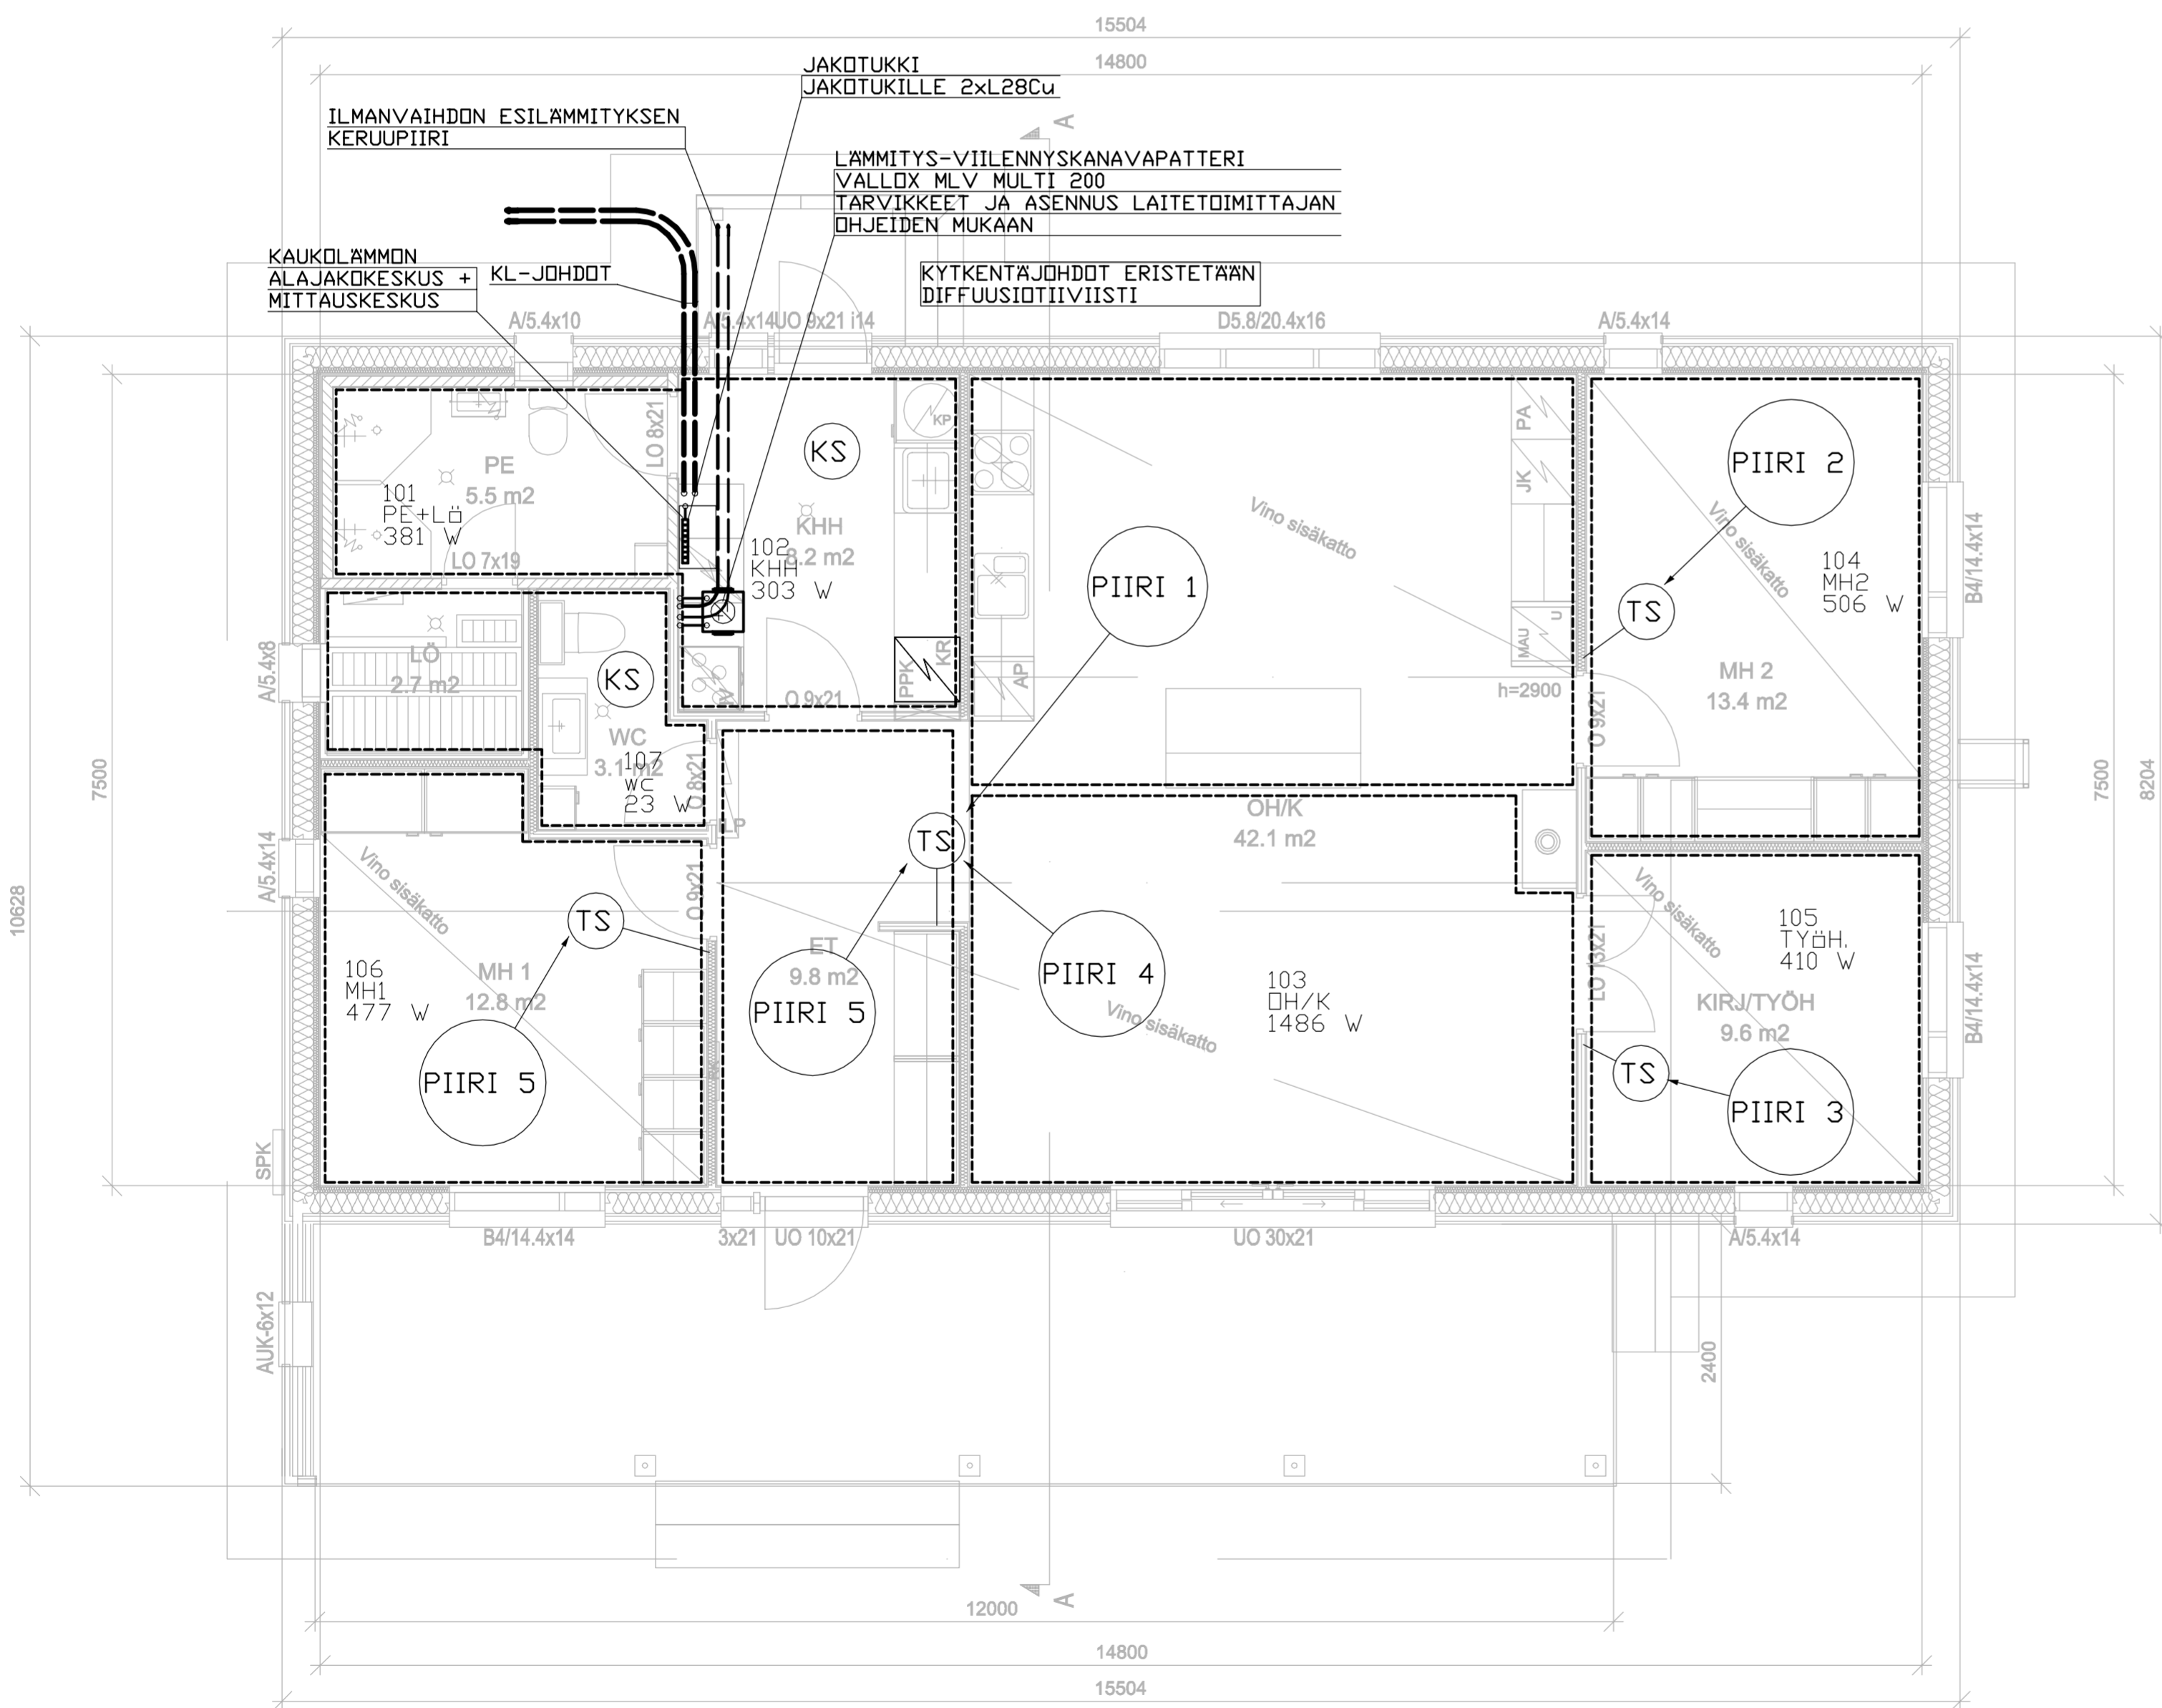 15504
14800
JAKOTUKKI
JAKOTUKILLE 2xL28Cu
ILMANVAIHDON ESILÄMMITYKSEN
KERUUPIIRI
A
LÄMMITYS-VIILENNYSKANAVAPATTERI
VALLOX MLV MULTI 200
TARVIKKEET JA ASENNUS LAITETOIMITTAJAN
OHJEIDEN MUKAAN
KAUKOLÄMMÖN
ALAJAKOKESKUS +
MITTAUSKESKUS
KL-JOHDOT
KYTKENTÄJOHDOT ERISTETÄÄN
DIFFUUSIOTIIVIISTI
A/5.4x10
A/5.4x14
UO 9x21 i14
D5.8/20.4x16
A/5.4x14
LO 8x21
KP
KS
PE
5.5 m2
101
PE+LÖ
381 W
LO 7x19
KHH
8.2 m2
102
KHH
303 W
PA
JK
Vino sisäkatto
PIIRI 1
PIIRI 2
Vino sisäkatto
104
MH2
506 W
TS
B4/14.4x14
MAU
U
h=2900
MH 2
13.4 m2
O 9x21
A/5.4x8
LÖ
2.7 m2
KS
WC
3.1 m2
107
WC
23 W
O 8x21
LP
PPK
KR
AP
O 9x21
7500
7500
8204
10628
OH/K
42.1 m2
TS
A/5.4x14
Vino sisäkatto
TS
O 9x21
106
MH1
477 W
MH 1
12.8 m2
PIIRI 5
ET
9.8 m2
PIIRI 5
PIIRI 4
Vino sisäkatto
103
OH/K
1486 W
Vino sisäkatto
105
TYÖH.
410 W
LO 13x21
KIRJ/TYÖH
9.6 m2
TS
PIIRI 3
B4/14.4x14
SPK
B4/14.4x14
3x21
UO 10x21
UO 30x21
A/5.4x14
AUK-6x12
2400
A
12000
14800
15504